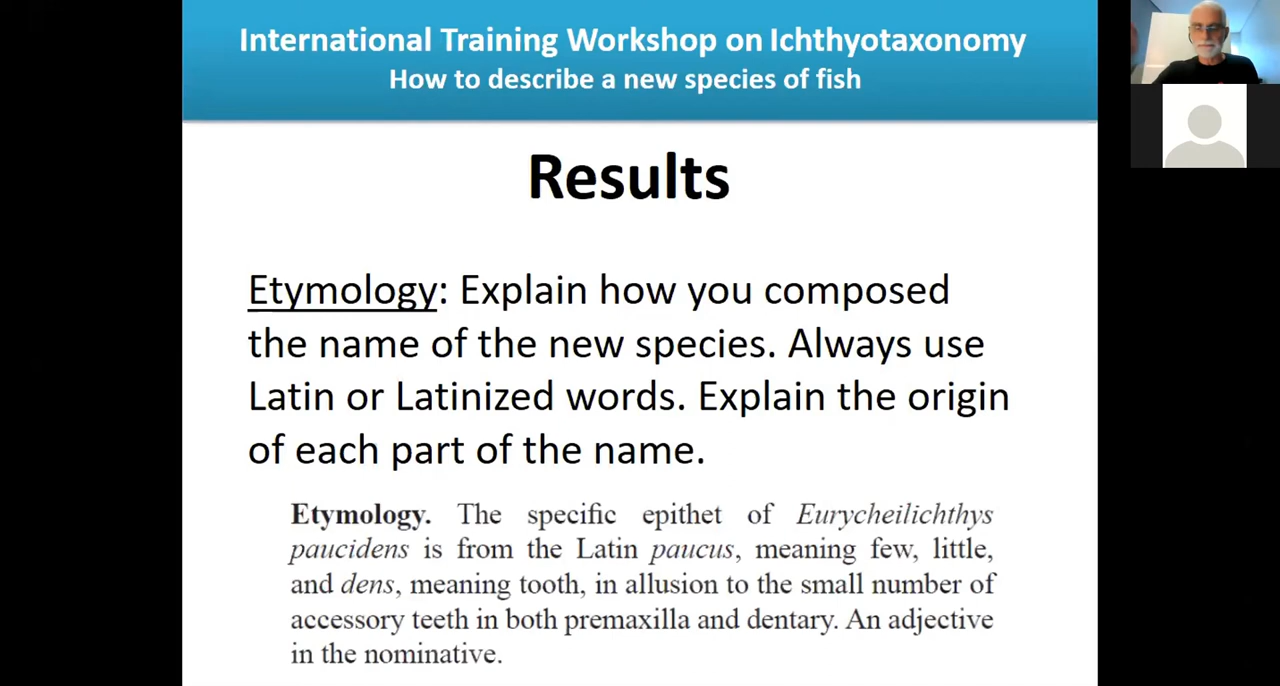 International Training Workshop on Ichthyotaxonomy
How to describe a new species of fish
Results
Etymology: Explain how you composed
the name of the new species. Always use
Latin or Latinized words. Explain the origin
of each part of the name.
Etymology. The specific epithet of Eurycheilichthys
paucidens is from the Latin paucus, meaning few, little,
and dens, meaning tooth, in allusion to the small number of
accessory teeth in both premaxilla and dentary. An adjective
in the nominative.